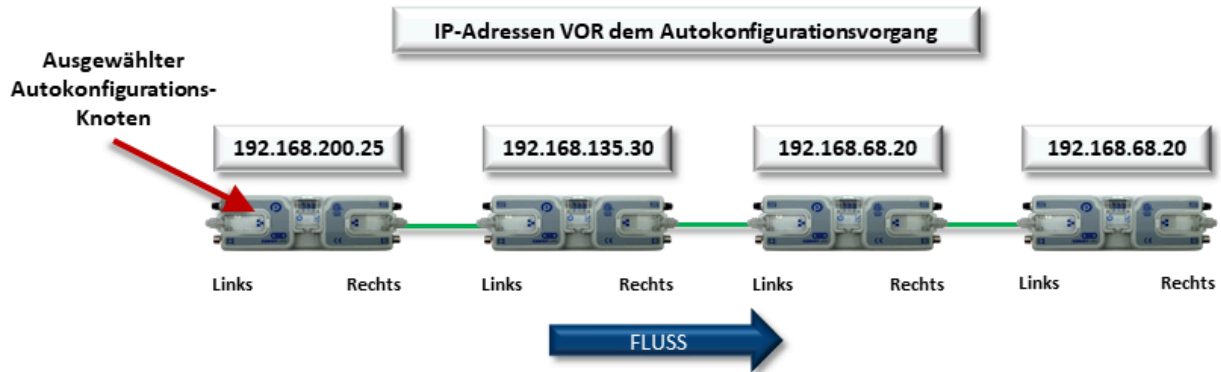 IP-Adressen VOR dem Autokonfigurationsvorgang
Ausgewählter
Autokonfigurations-
Knoten
192.168.200.25
192.168.135.30
192.168.68.20
192.168.68.20
Links
Rechts
Links
Rechts
Links
Rechts
Links
Rechts
FLUSS